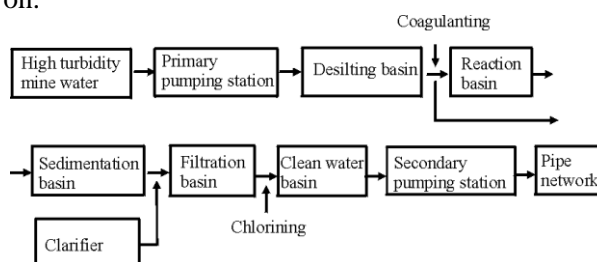 on.
Coagulanting
High turbidity
mine water
Primary
pumping station
Desilting basin
Reaction
basin
Sedimentation
basin
Filtration
basin
Clean water
basin
Secondary
pumping station
Pipe
network
Clarifier
Chlorining